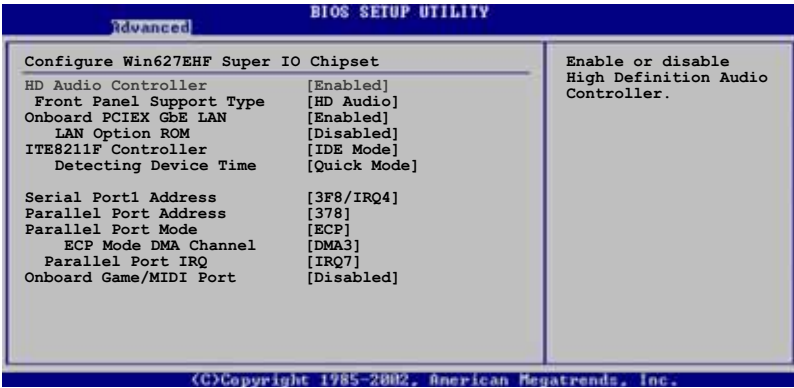 BIOS SETUP UTILITY
Advanced
Configure Win627EHF Super IO Chipset
HD Audio Controller [Enabled]
Front Panel Support Type [HD Audio]
Onboard PCIEX GbE LAN [Enabled]
LAN Option ROM [Disabled]
ITE8211F Controller [IDE Mode]
Detecting Device Time [Quick Mode]
Serial Port1 Address [3F8/IRQ4]
Parallel Port Address [378]
Parallel Port Mode [ECP]
ECP Mode DMA Channel [DMA3]
Parallel Port IRQ [IRQ7]
Onboard Game/MIDI Port [Disabled]
Enable or disable
High Definition Audio
Controller.
(C)Copyright 1985-2002, American Megatrends, Inc.